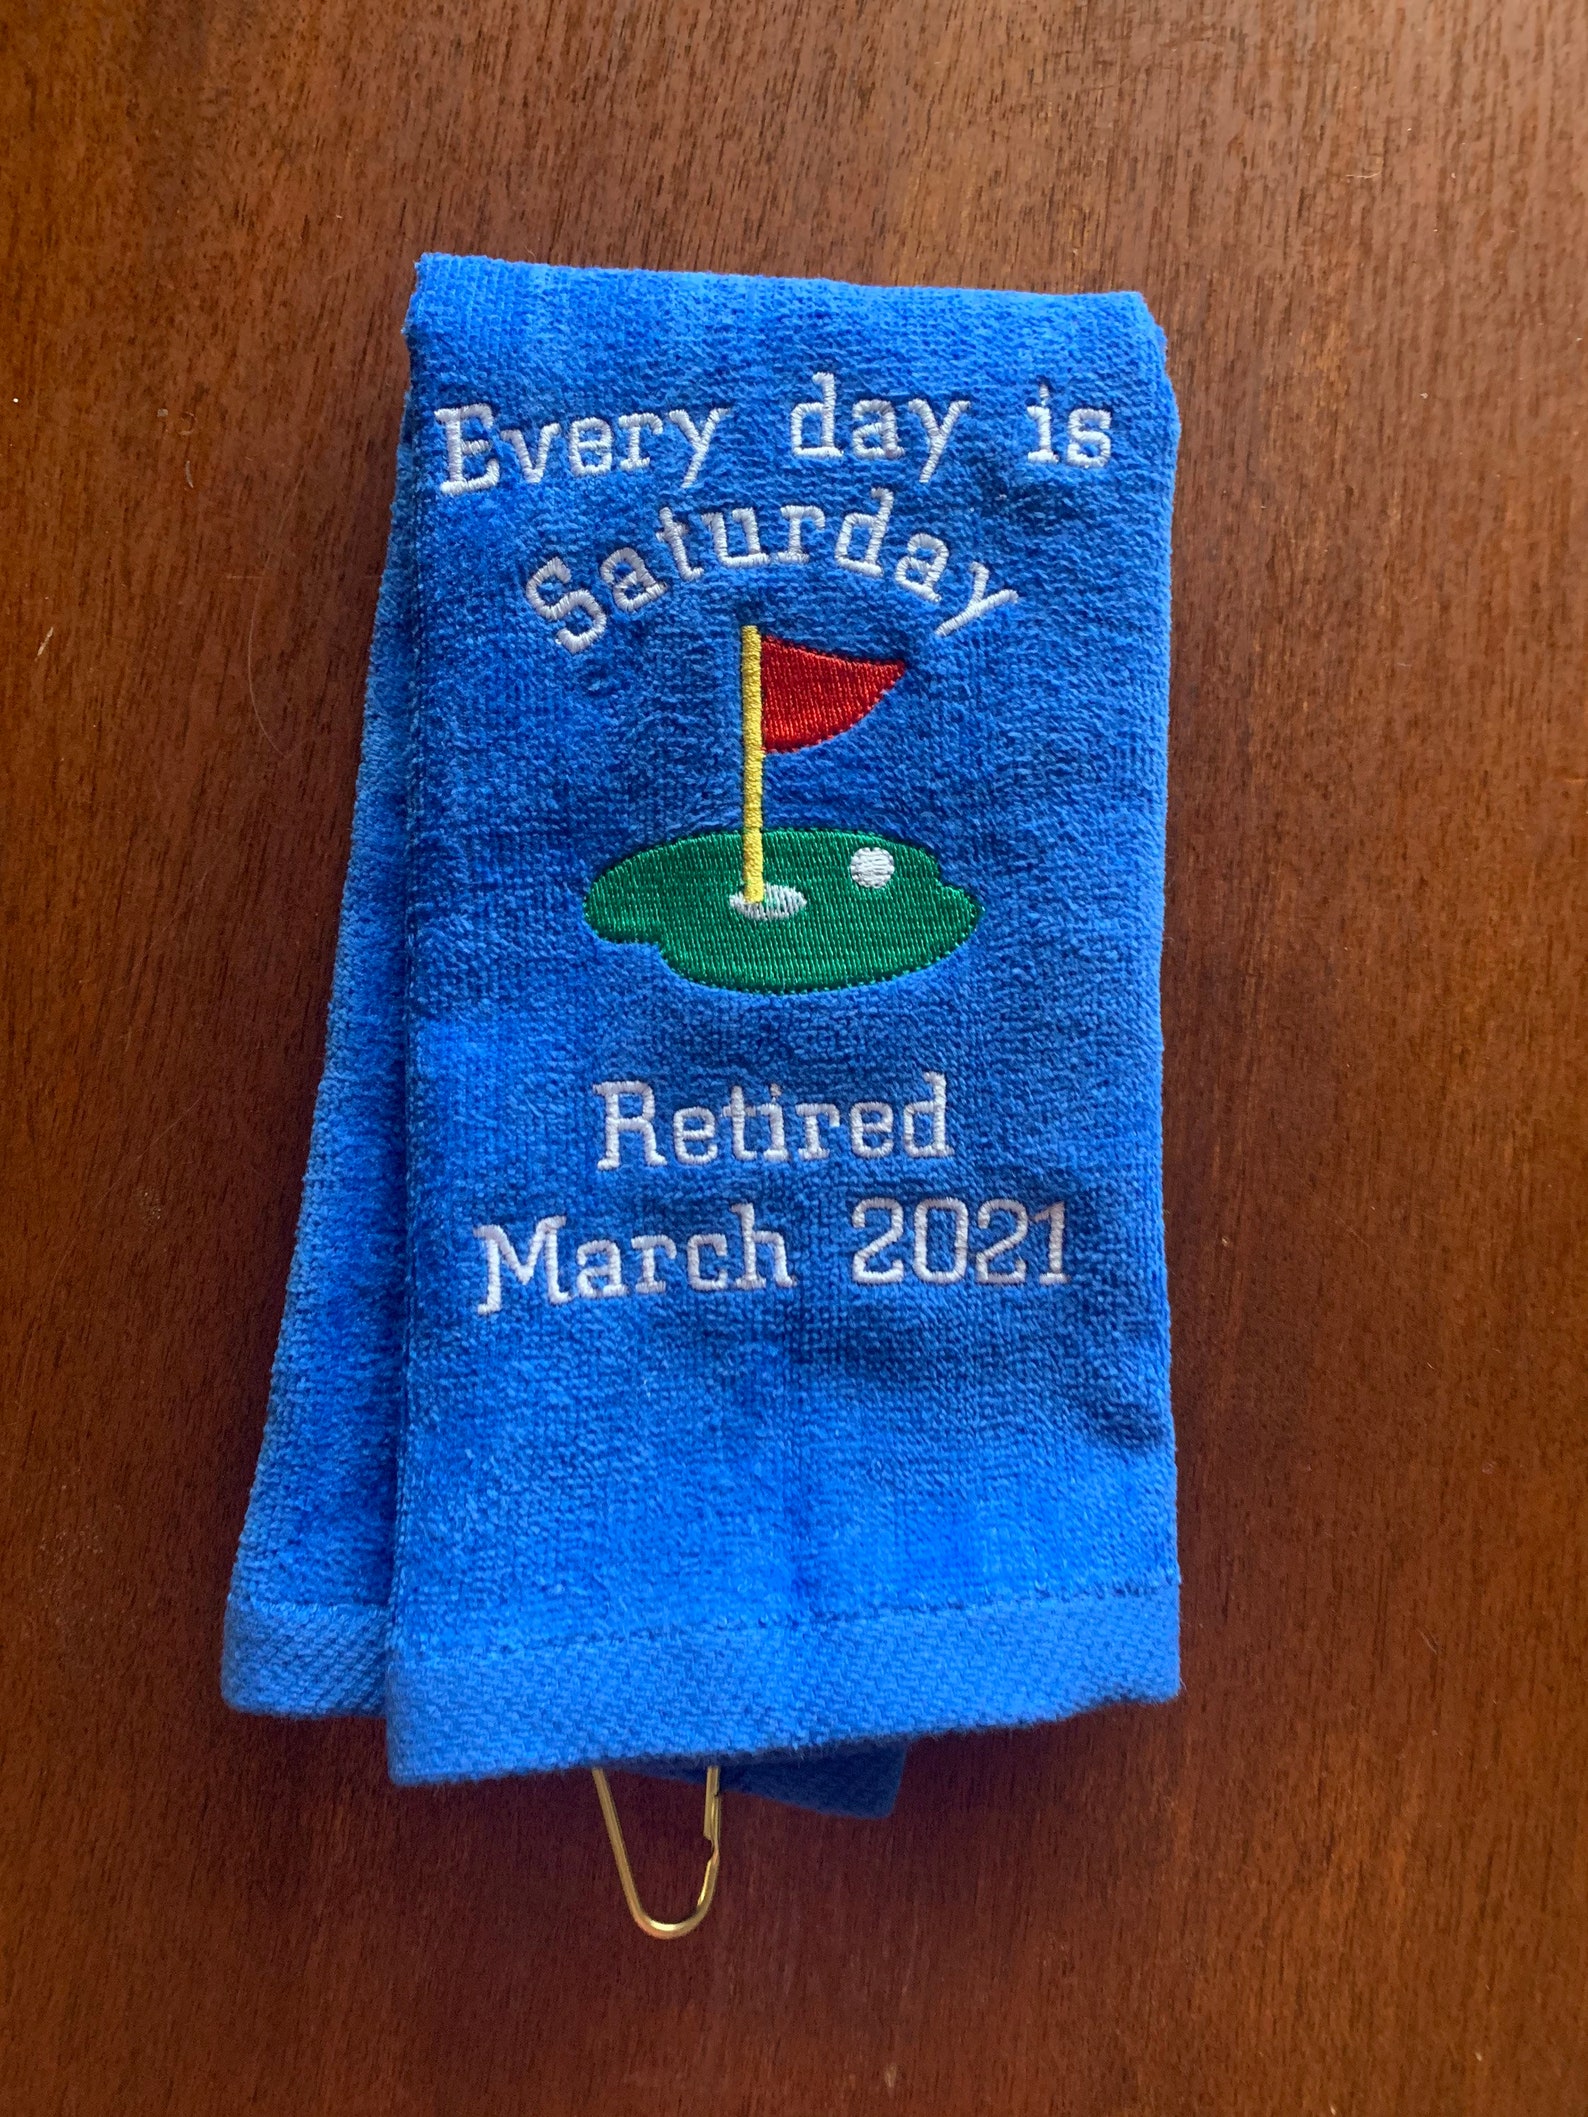 Every day is
Saturday
Retired
March 2021